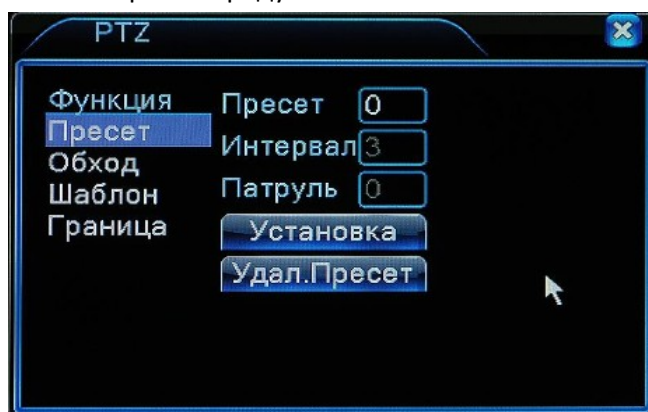 PTZ
Функция
Пресет
Обход
Шаблон
Граница
Пресет 0
Интервал 3
Патруль 0
Установка
Удал.Пресет